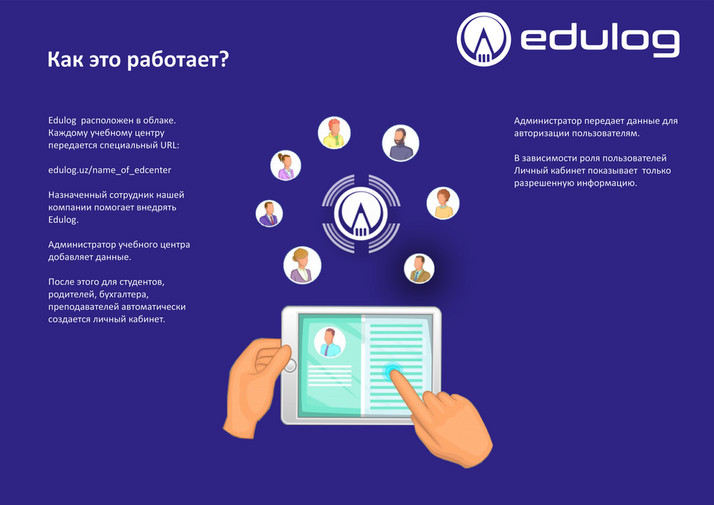 edulog
Как это работает?
Edulog расположен в облаке.
Каждому учебному центру
передается специальный URL:
edulog.uz/name_of_edcenter
Назначенный сотрудник нашей
компании помогает внедрять
Edulog.
Администратор учебного центра
добавляет данные.
После этого для студентов,
родителей, бухгалтера,
преподавателей автоматически
создается личный кабинет.
Администратор передает данные для
авторизации пользователям.
В зависимости роля пользователей
Личный кабинет показывает только
разрешенную информацию.